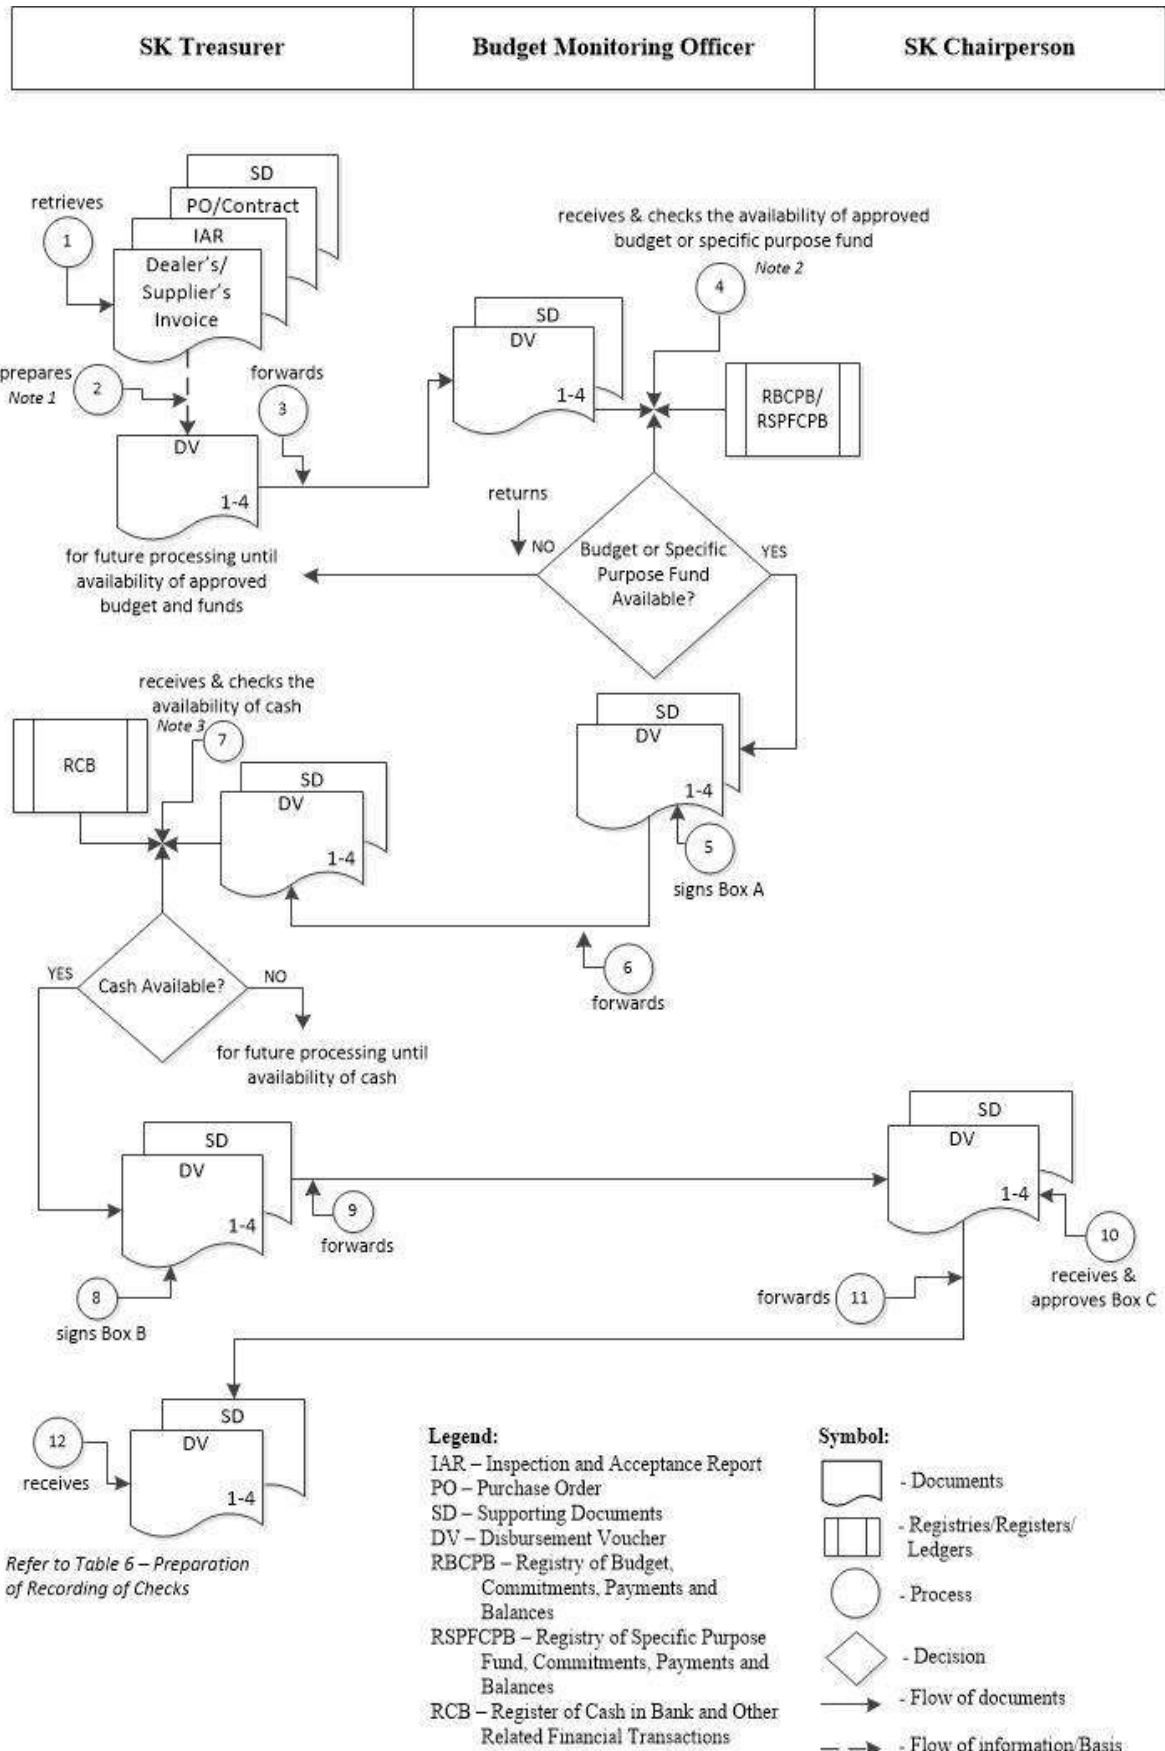 SK Treasurer
Budget Monitoring Officer
SK Chairperson
SD
PO/Contract
IAR
Dealer's/
Supplier's
Invoice
retrieves
1
prepares
Note 1
2
forwards
3
DV
1-4
for future processing until
availability of approved
budget and funds
receives & checks the availability of approved
budget or specific purpose fund
Note 2
4
SD
DV
1-4
RBCPB/
RSPFCPB
returns
NO
Budget or Specific
Purpose Fund
Available?
YES
SD
DV
1-4
5
signs Box A
6
forwards
receives & checks the
availability of cash
Note 3
7
RCB
SD
DV
1-4
YES
Cash Available?
NO
for future processing until
availability of cash
SD
DV
1-4
8
signs Box B
9
forwards
SD
DV
1-4
10
receives &
approves Box C
forwards
11
SD
DV
1-4
12
receives
Refer to Table 6 – Preparation
of Recording of Checks
Legend:
IAR – Inspection and Acceptance Report
PO – Purchase Order
SD – Supporting Documents
DV – Disbursement Voucher
RBCPB – Registry of Budget,
Commitments, Payments and
Balances
RSPFCPB – Registry of Specific Purpose
Fund, Commitments, Payments and
Balances
RCB – Register of Cash in Bank and Other
Related Financial Transactions
Symbol:
- Documents
- Registries/Registers/
Ledgers
- Process
- Decision
- Flow of documents
- Flow of information/Basis